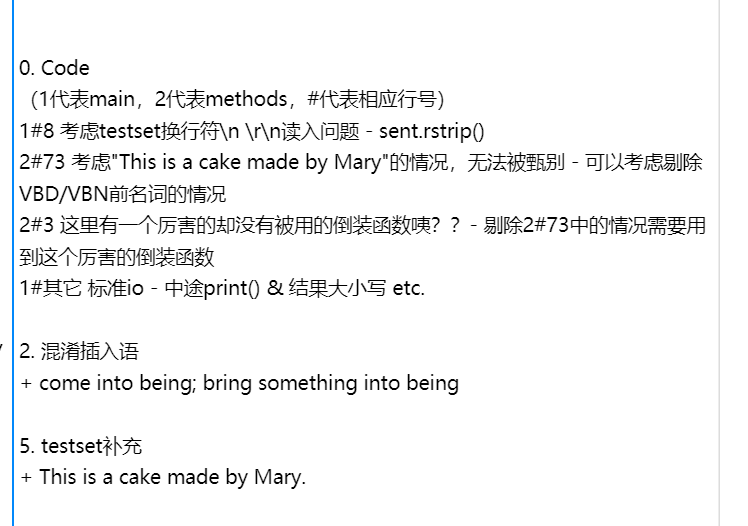 0. Code
（1代表main，2代表methods，#代表相应行号）
1#8 考虑testset换行符\n \r\n读入问题 - sent.rstrip()
2#73 考虑"This is a cake made by Mary"的情况，无法被甄别 - 可以考虑剔除
VBD/VBN前名词的情况
2#3 这里有一个厉害的却没有被用的倒装函数咦？？ - 剔除2#73中的情况需要用
到这个厉害的倒装函数
1#其它 标准io - 中途print() & 结果大小写 etc.
2. 混淆插入语
+ come into being; bring something into being
5. testset补充
+ This is a cake made by Mary.